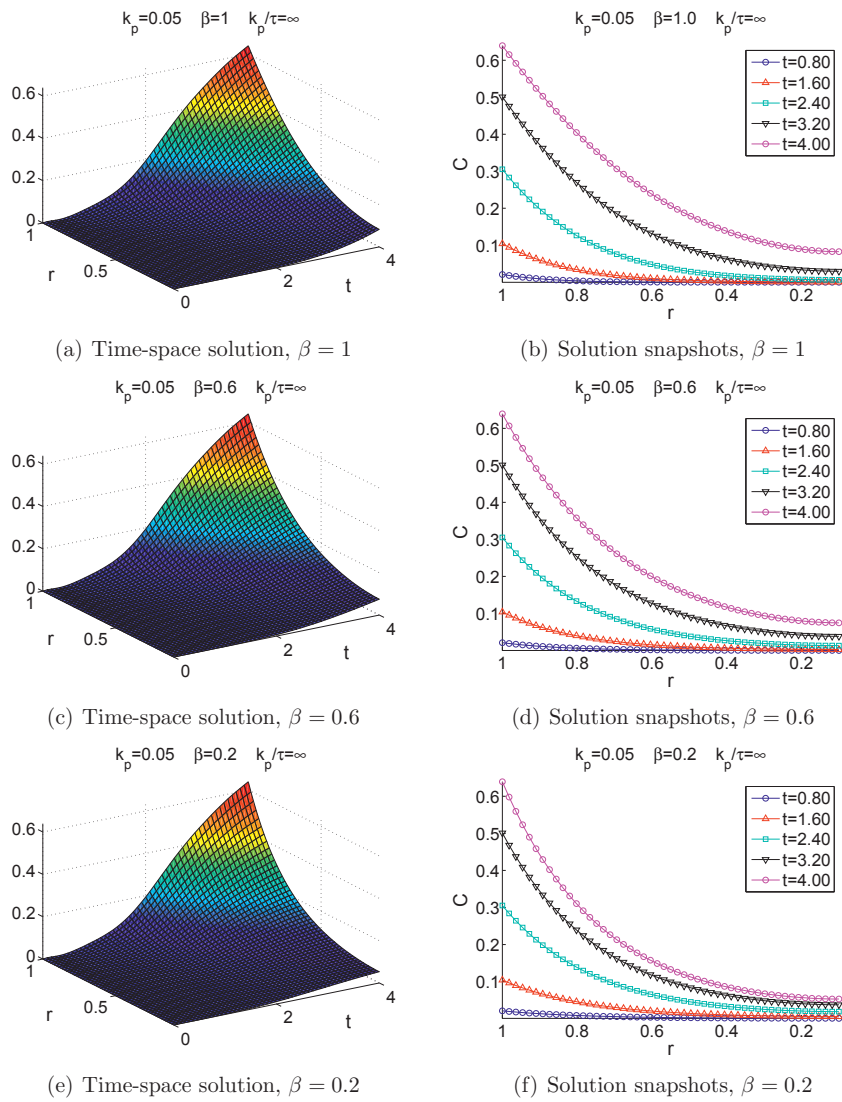 k_p=0.05 β=1 k_p/τ=∞
0.6
0.4
0.2
0
1
0.5
0
r
2
4
t
(a) Time-space solution, β = 1
k_p=0.05 β=1.0 k_p/τ=∞
0.6
0.5
0.4
0.3
0.2
0.1
C
t=0.80
t=1.60
t=2.40
t=3.20
t=4.00
1 0.8 0.6 0.4 0.2
r
(b) Solution snapshots, β = 1
k_p=0.05 β=0.6 k_p/τ=∞
0.6
0.4
0.2
0
1
0.5
0
r
2
4
t
(c) Time-space solution, β = 0.6
k_p=0.05 β=0.6 k_p/τ=∞
0.6
0.5
0.4
0.3
0.2
0.1
C
t=0.80
t=1.60
t=2.40
t=3.20
t=4.00
1 0.8 0.6 0.4 0.2
r
(d) Solution snapshots, β = 0.6
k_p=0.05 β=0.2 k_p/τ=∞
0.6
0.4
0.2
0
1
0.5
0
r
2
4
t
(e) Time-space solution, β = 0.2
k_p=0.05 β=0.2 k_p/τ=∞
0.6
0.5
0.4
0.3
0.2
0.1
C
t=0.80
t=1.60
t=2.40
t=3.20
t=4.00
1 0.8 0.6 0.4 0.2
r
(f) Solution snapshots, β = 0.2